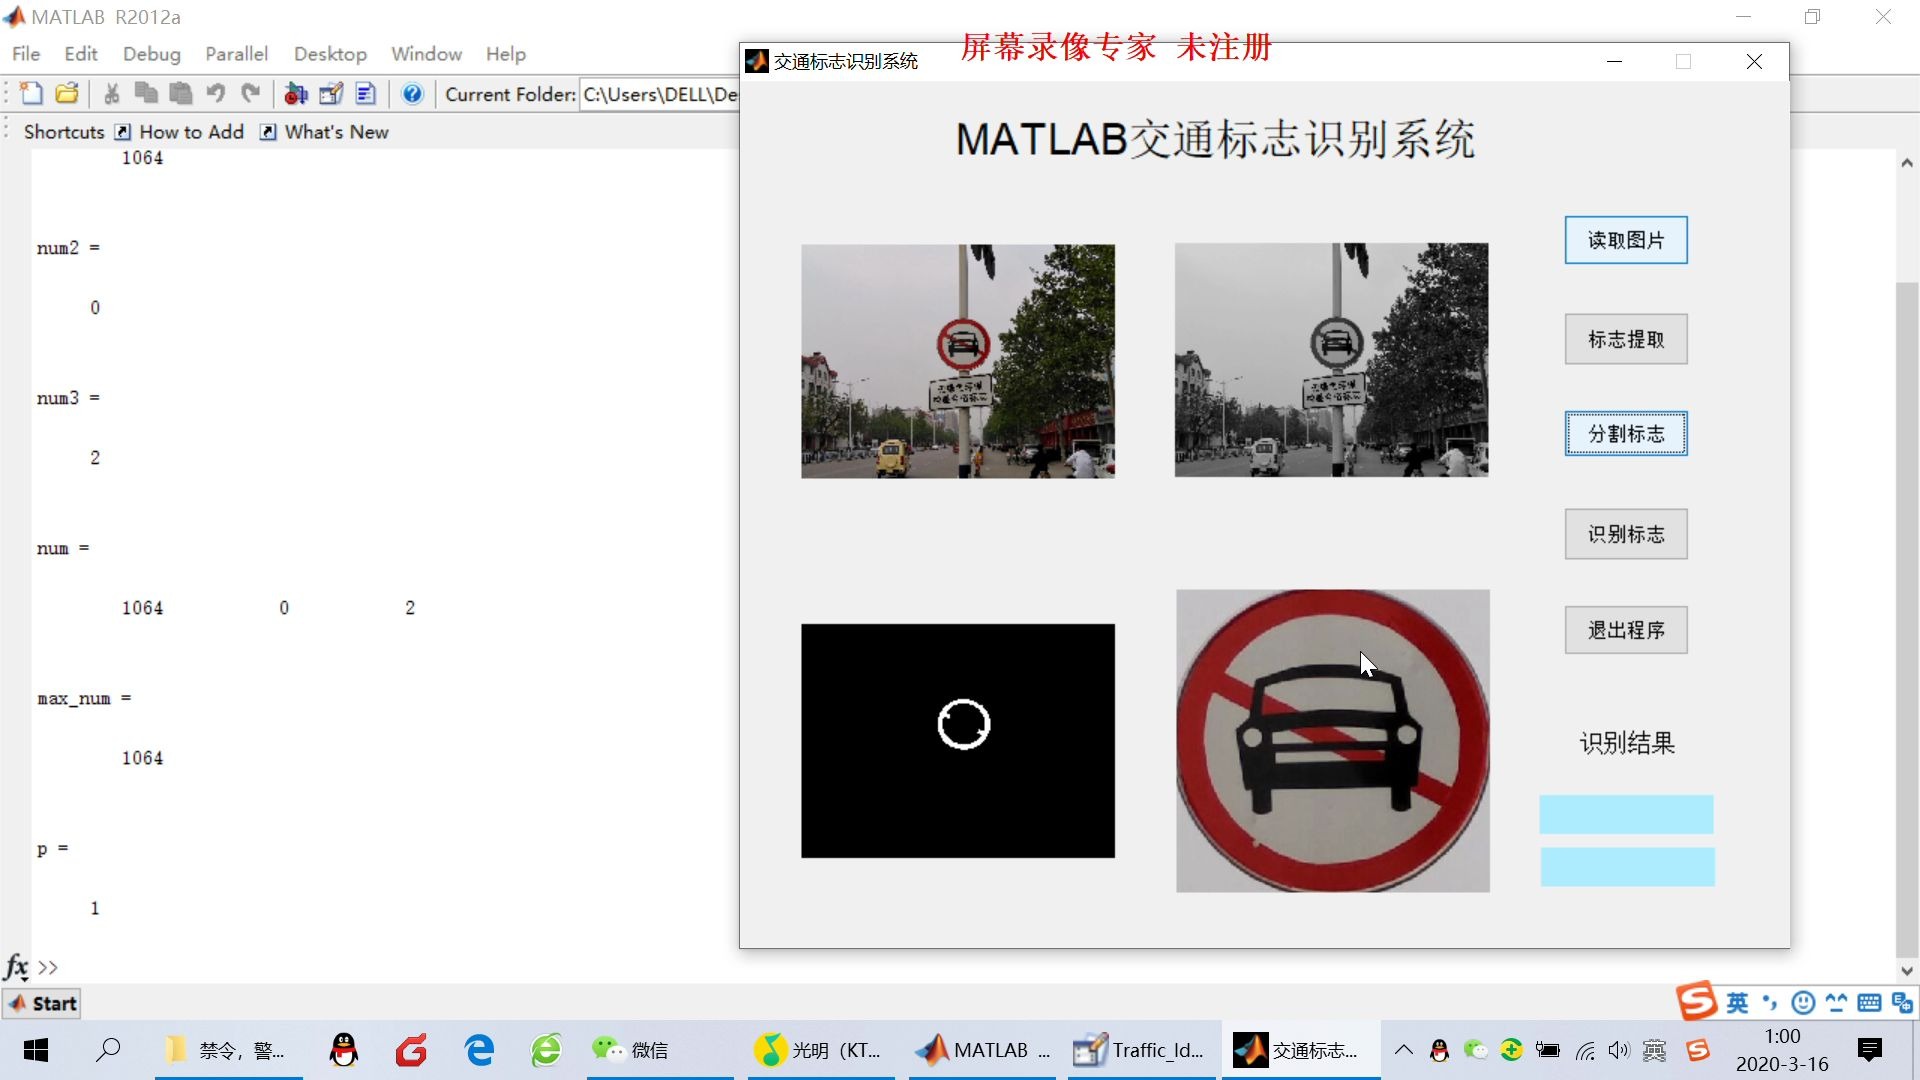 MATLAB R2012a
File Edit Debug Parallel Desktop Window Help
Current Folder: C:\Users\DELL\De
Shortcuts How to Add What's New
1064
num2 =
0
num3 =
2
num =
1064 0 2
max_num =
1064
p =
1
fx >>
Start
屏幕录像专家 未注册
交通标志识别系统
MATLAB交通标志识别系统
读取图片
标志提取
分割标志
识别标志
退出程序
识别结果
英
禁令，警...
微信
光明（KT...
MATLAB ...
Traffic_Id...
交通标志...
英
1:00
2020-3-16